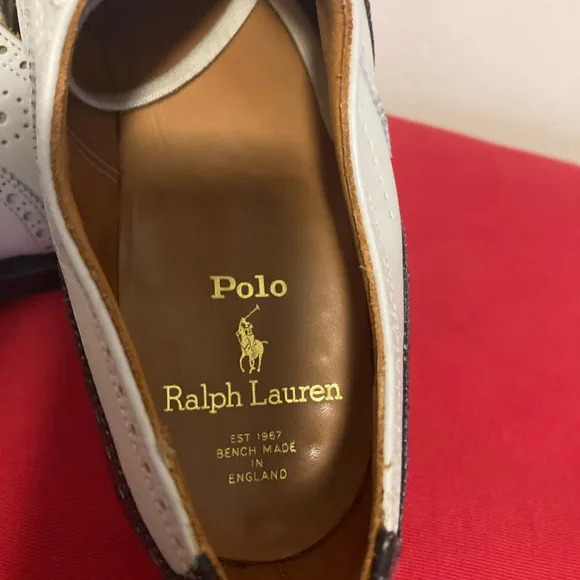 Polo
Ralph Lauren
EST 1967
BENCH MADE
IN
ENGLAND